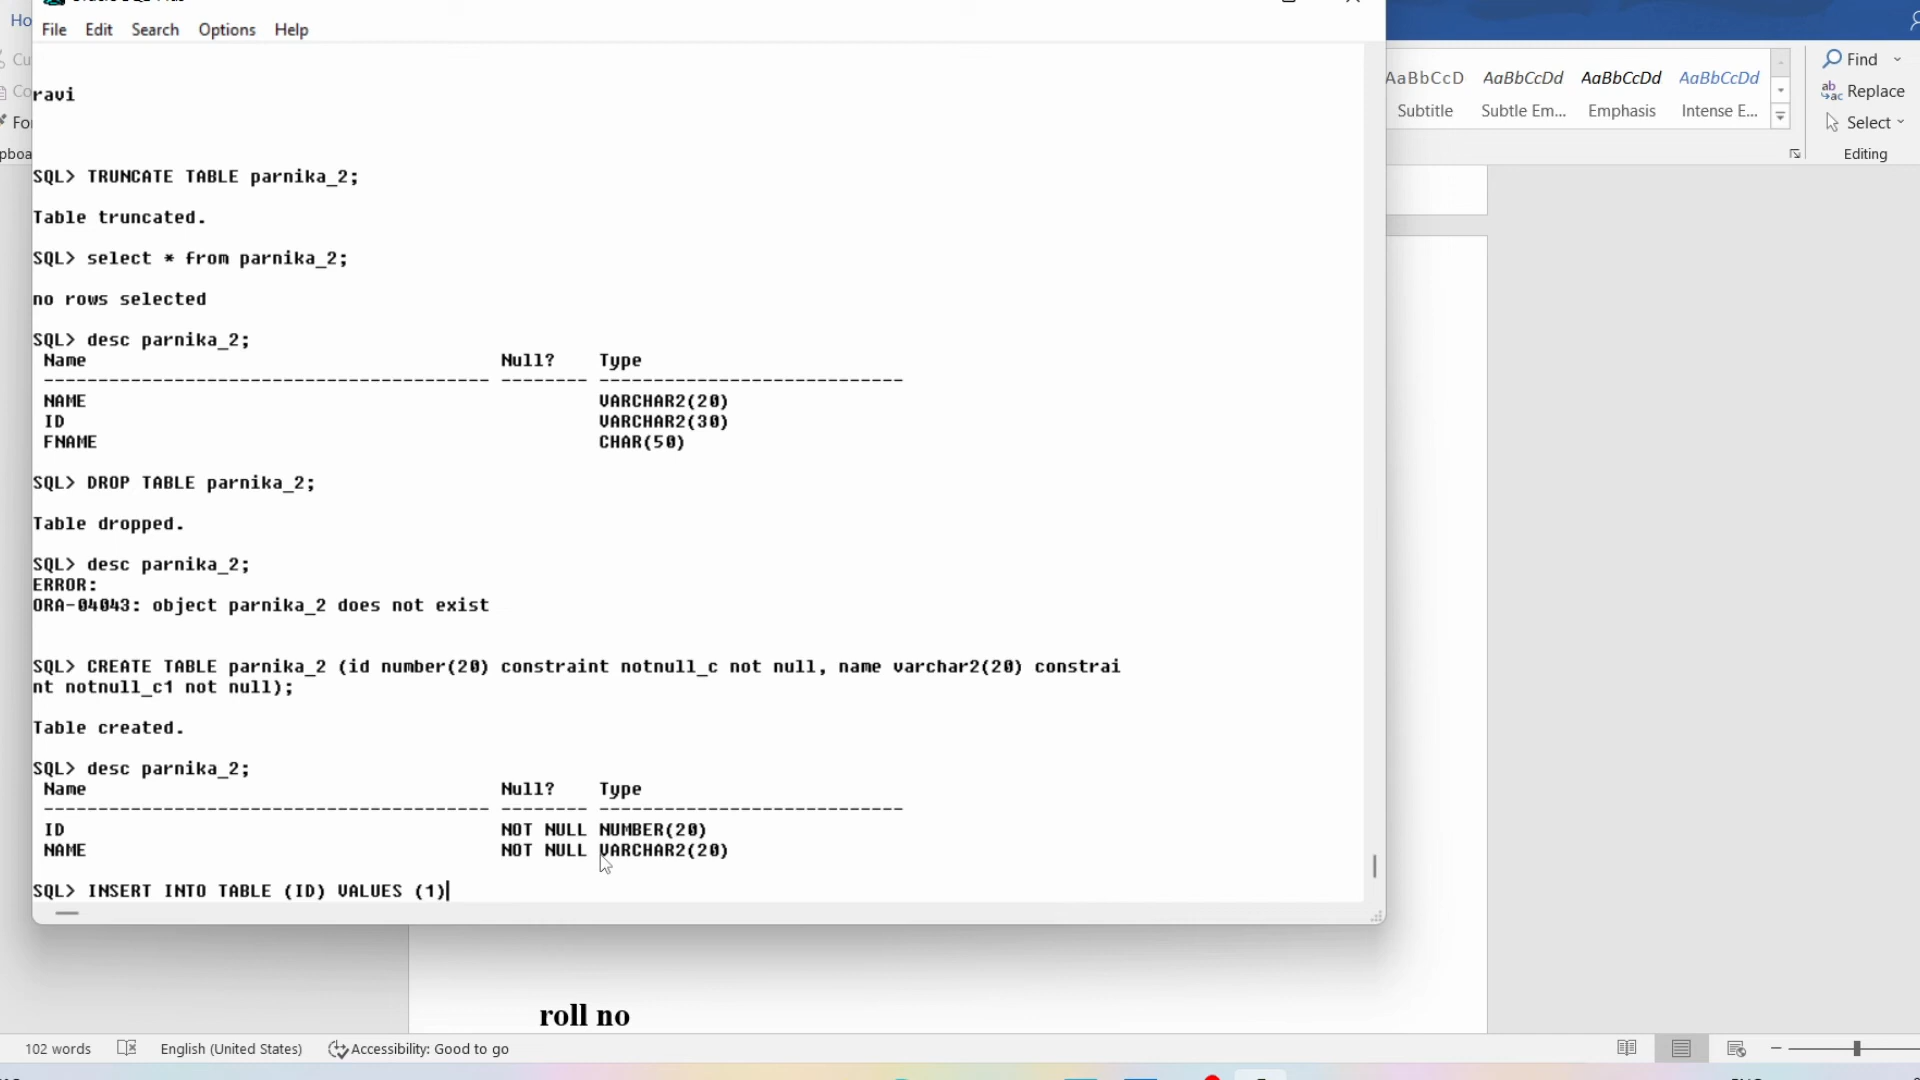 Ho
File Edit Search Options Help
Cu
Co
For
pboa
AaBbCcD AaBbCcDd AaBbCcDd AaBbCcDd
Subtitle Subtle Em... Emphasis Intense E...
Find
Replace
Select
Editing
ravi
SQL> TRUNCATE TABLE parnika_2;
Table truncated.
SQL> select * from parnika_2;
no rows selected
SQL> desc parnika_2;
Name Null? Type
----------------------------------------- -------- ----------------------------
NAME VARCHAR2(20)
ID VARCHAR2(30)
FNAME CHAR(50)
SQL> DROP TABLE parnika_2;
Table dropped.
SQL> desc parnika_2;
ERROR:
ORA-04043: object parnika_2 does not exist
SQL> CREATE TABLE parnika_2 (id number(20) constraint notnull_c not null, name varchar2(20) constrai
nt notnull_c1 not null);
Table created.
SQL> desc parnika_2;
Name Null? Type
----------------------------------------- -------- ----------------------------
ID NOT NULL NUMBER(20)
NAME NOT NULL VARCHAR2(20)
SQL> INSERT INTO TABLE (ID) VALUES (1)
roll no
102 words English (United States) Accessibility: Good to go